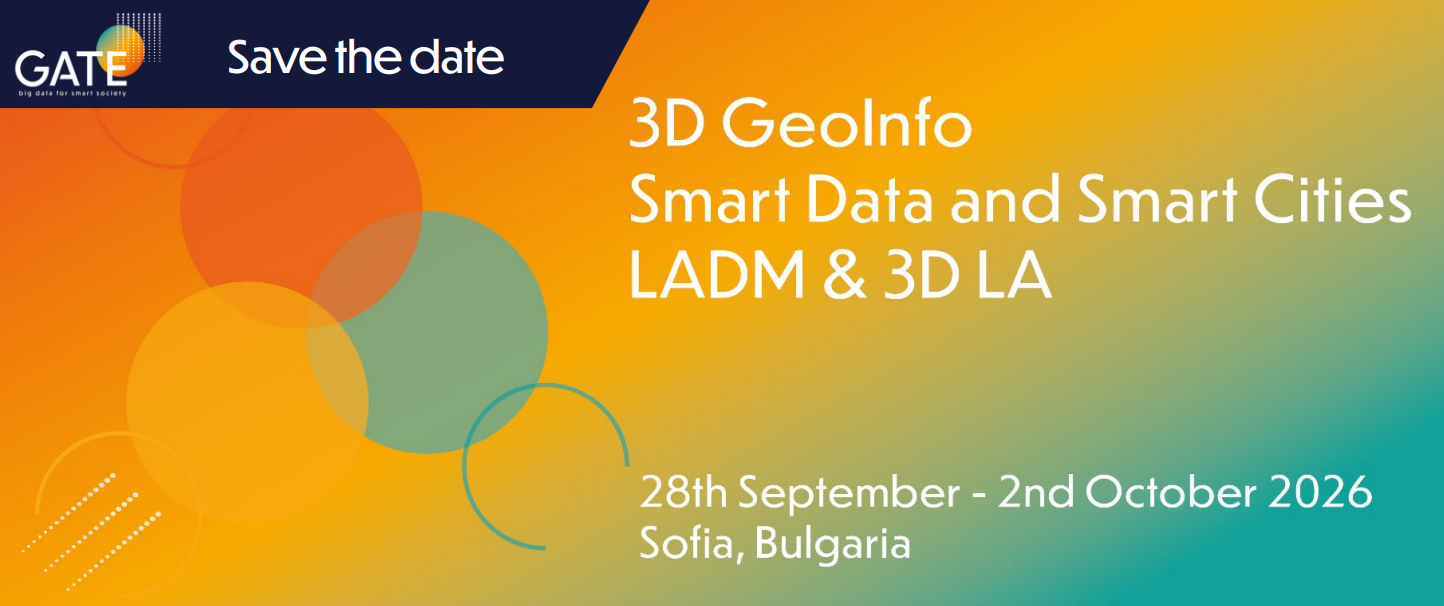 GATE
big data for smart society
Save the date
3D GeoInfo
Smart Data and Smart Cities
LADM & 3D LA
28th September - 2nd October 2026
Sofia, Bulgaria